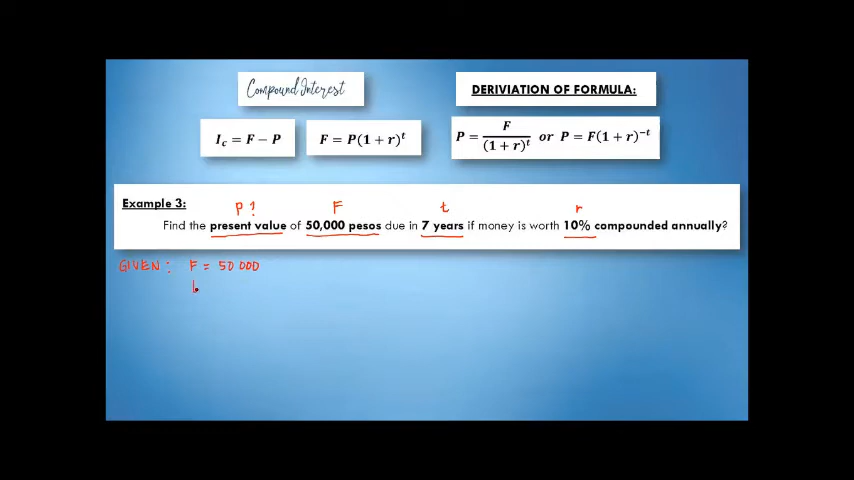 Compound Interest
DERIVIATION OF FORMULA:
I_c = F − P
F = P(1 + r)^t
P = F/(1 + r)^t or P = F(1 + r)^−t
Example 3:
P? F t r
Find the present value of 50,000 pesos due in 7 years if money is worth 10% compounded annually?
GIVEN: F = 50 000